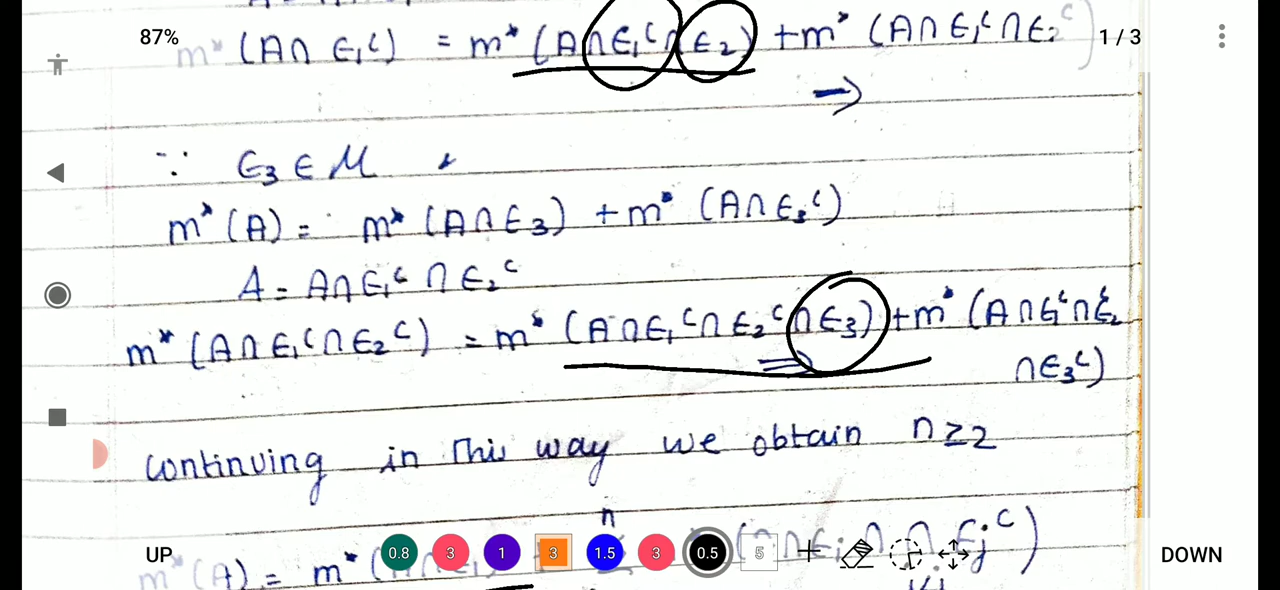 87%
m* (A∩ E₁ᶜ) = m* (A∩E₁ᶜ∩E₂) + m* (A∩E₁ᶜ∩E₂ᶜ)
1 / 3
∵ E₃ ∈ M
m*(A) = m* (A∩E₃) + m* (A∩E₃ᶜ)
A = A∩E₁ᶜ∩E₂ᶜ
m* (A∩E₁ᶜ∩E₂ᶜ) = m* (A∩E₁ᶜ∩E₂ᶜ∩E₃) + m* (A∩E₁ᶜ∩E₂ᶜ
∩E₃ᶜ)
continuing in this way we obtain n ≥ 2
n
UP 0.8 3 1 3 1.5 3 0.5 5 DOWN
m* (A) = m* (